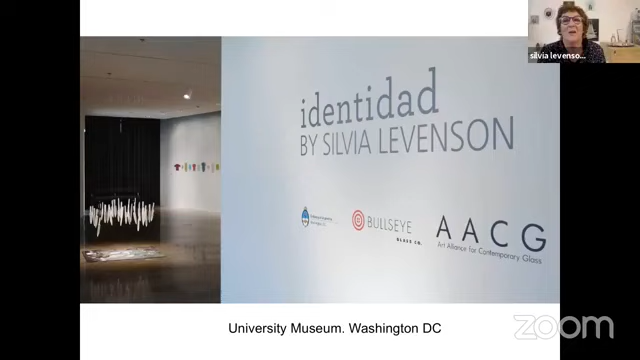 silvia levenso...
identidad
BY SILVIA LEVENSON
BULLSEYE
GLASS CO.
AACG
Art Alliance for Contemporary Glass
University Museum. Washington DC
zoom